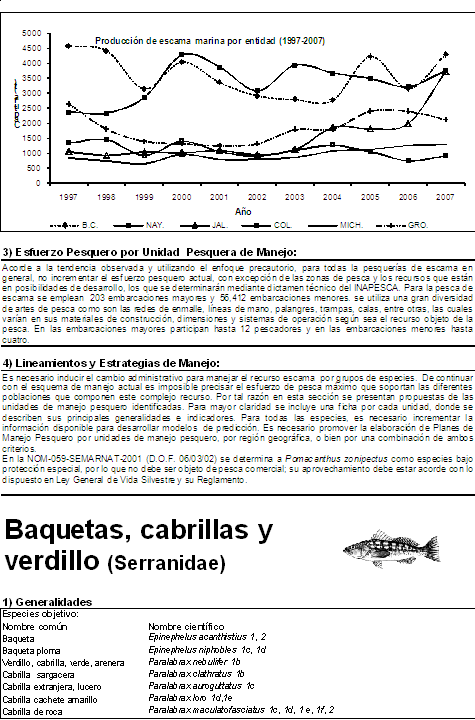 Producción de escama marina por entidad (1997-2007)
5000
4500
4000
3500
3000
2500
2000
1500
1000
500
0
1997 1998 1999 2000 2001 2002 2003 2004 2005 2006 2007
Año
B.C. NAY. JAL. COL. MICH. GRO.
3) Esfuerzo Pesquero por Unidad Pesquera de Manejo:
Acorde a la tendencia observada y utilizando el enfoque precautorio, para todas la pesquerías de escama en
general, no incrementar el esfuerzo pesquero actual, con excepción de las zonas de pesca y los recursos que están
en posibilidades de desarrollo, los que se determinarán mediante dictamen técnico del INAPESCA. Para la pesca de
escama se emplean 203 embarcaciones mayores y 56,412 embarcaciones menores. se utiliza una gran diversidad
de artes de pesca como son las redes de enmalle, líneas de mano, palangres, trampas, calas, entre otras, las cuales
varían en sus materiales de construcción, dimensiones y sistemas de operación según sea el recurso objeto de la
pesca. En las embarcaciones mayores participan hasta 12 pescadores y en las embarcaciones menores hasta
cuatro.
4) Lineamientos y Estrategias de Manejo:
Es necesario inducir el cambio administrativo para manejar el recurso escama por grupos de especies. De continuar
con el esquema de manejo actual es imposible precisar el esfuerzo de pesca máximo que soportan las diferentes
poblaciones que componen este complejo recurso. Por tal razón en esta sección se presentan propuestas de las
unidades de manejo pesquero identificadas. Para mayor claridad se incluye una ficha por cada unidad, donde se
describen sus principales generalidades e indicadores. Para todas las especies, es necesario incrementar la
información disponible para desarrollar modelos de predicción. Es necesario promover la elaboración de Planes de
Manejo Pesquero por unidades de manejo pesquero, por región geográfica, o bien por una combinación de ambos
criterios.
En la NOM-059-SEMARNAT-2001 (D.O.F. 06/03/02) se determina a Pomacanthus zonipectus como especies bajo
protección especial, por lo que no debe ser objeto de pesca comercial; su aprovechamiento debe estar acorde con lo
dispuesto en Ley General de Vida Silvestre y su Reglamento.
Baquetas, cabrillas y
verdillo (Serranidae)
1) Generalidades
Especies objetivo:
Nombre común Nombre científico
Baqueta Epinephelus acanthistius 1, 2
Baqueta ploma Epinephelus niphobles 1c, 1d
Verdillo, cabrilla, verde, arenera Paralabrax nebulifer 1b
Cabrilla sargacera Paralabrax clathratus 1b
Cabrilla extranjera, lucero Paralabrax auroguttatus 1c
Cabrilla cachete amarillo Paralabrax loro 1d,1e
Cabrilla de roca Paralabrax maculatofasciatus 1c, 1d, 1e, 1f, 2